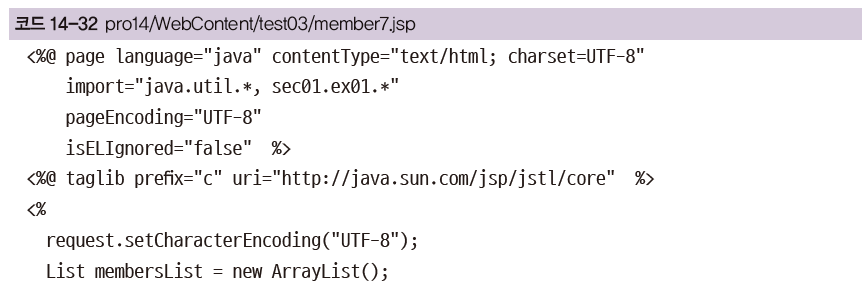 코드 14-32 pro14/WebContent/test03/member7.jsp
<%@ page language="java" contentType="text/html; charset=UTF-8"
import="java.util.*, sec01.ex01.*"
pageEncoding="UTF-8"
isELIgnored="false"  %>
<%@ taglib prefix="c" uri="http://java.sun.com/jsp/jstl/core"  %>
<%
request.setCharacterEncoding("UTF-8");
List membersList = new ArrayList();